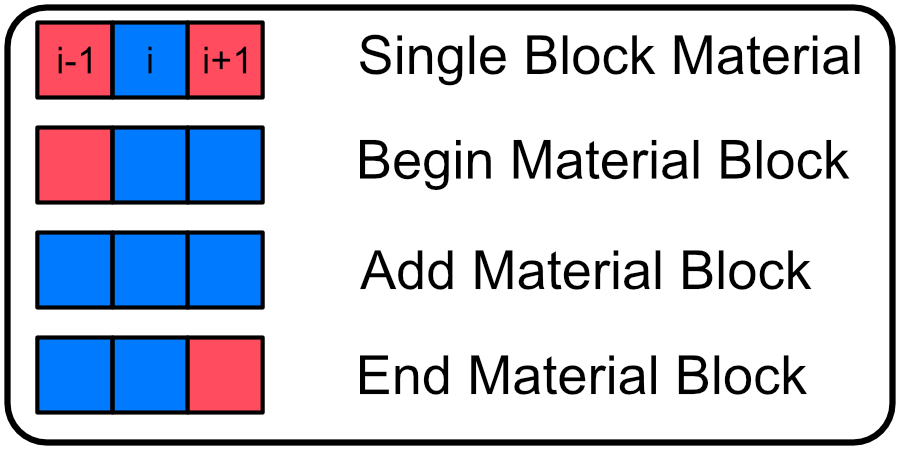 i-1 i i+1 Single Block Material
Begin Material Block
Add Material Block
End Material Block